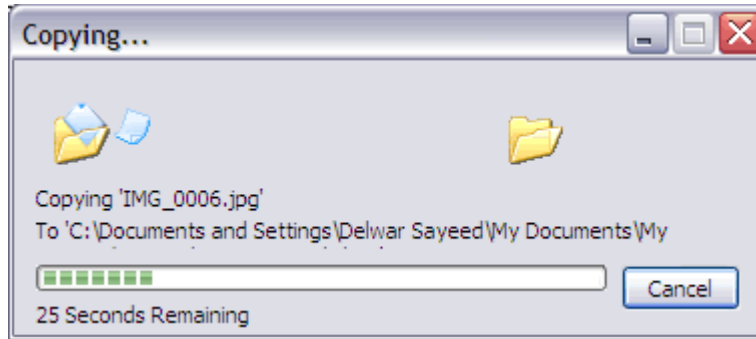 Copying...
Copying 'IMG_0006.jpg'
To 'C:\Documents and Settings\Delwar Sayeed\My Documents\My
Cancel
25 Seconds Remaining